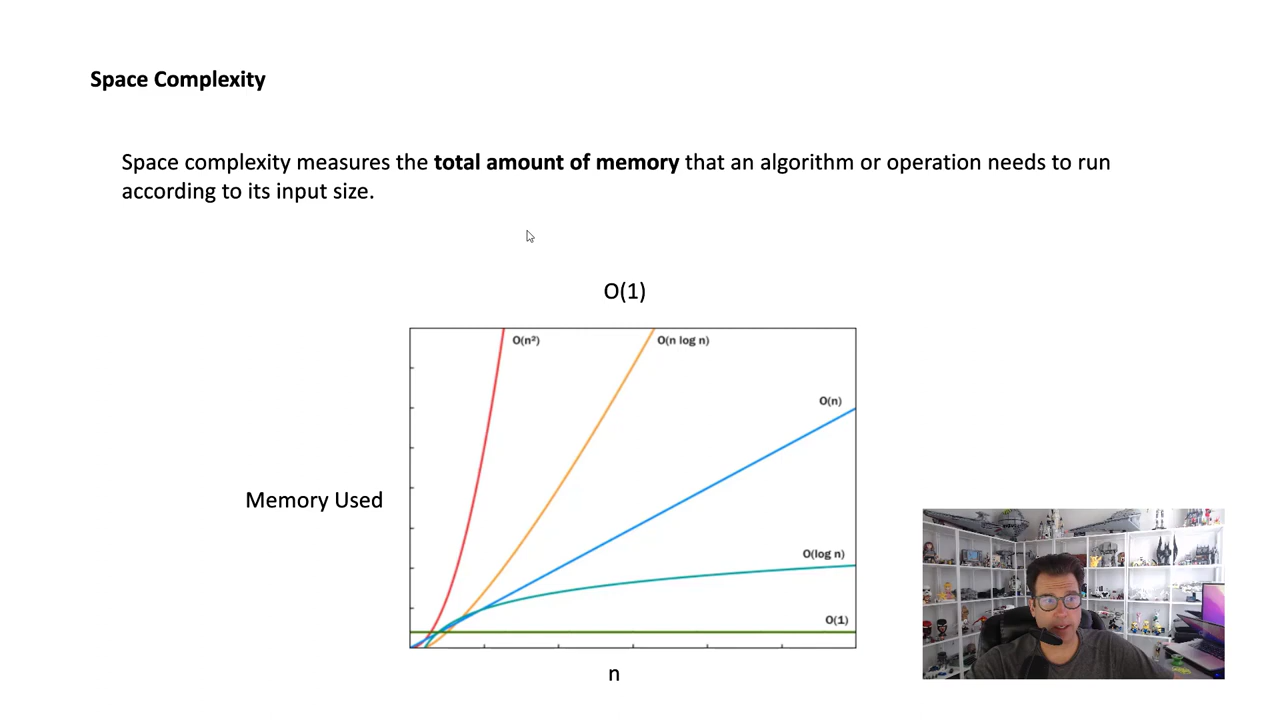 Space Complexity
Space complexity measures the total amount of memory that an algorithm or operation needs to run
according to its input size.
O(1)
O(n²)
O(n log n)
O(n)
Memory Used
O(log n)
O(1)
n